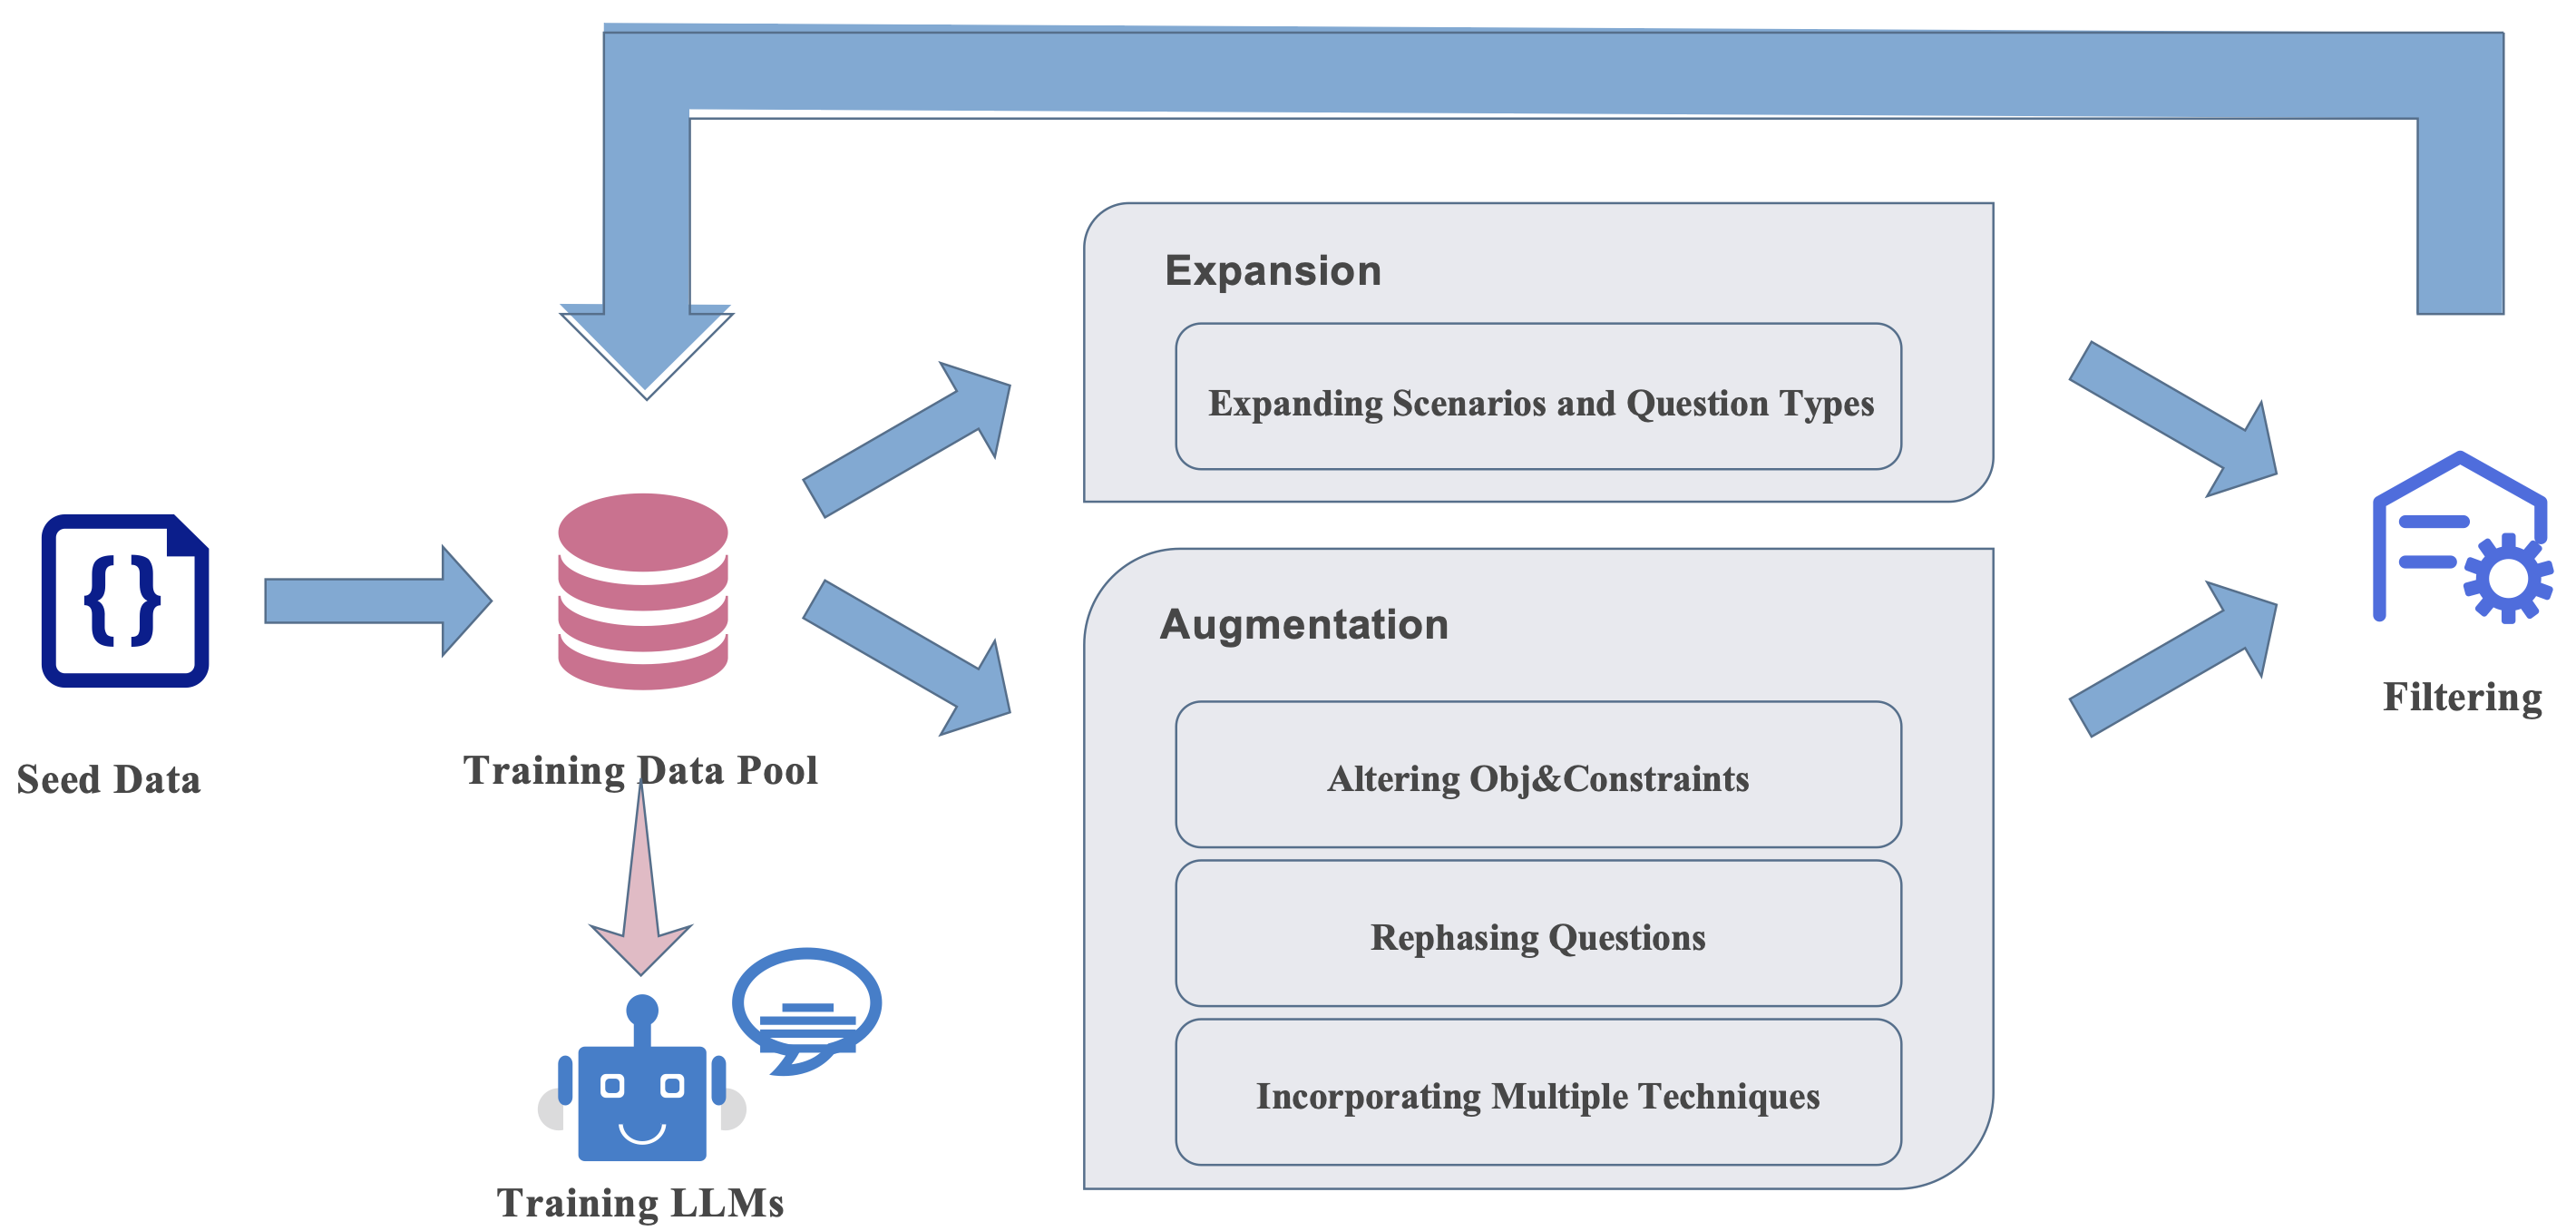 Expansion
Expanding Scenarios and Question Types
{ }
Seed Data
Training Data Pool
Augmentation
Altering Obj&Constraints
Rephasing Questions
Incorporating Multiple Techniques
Filtering
Training LLMs